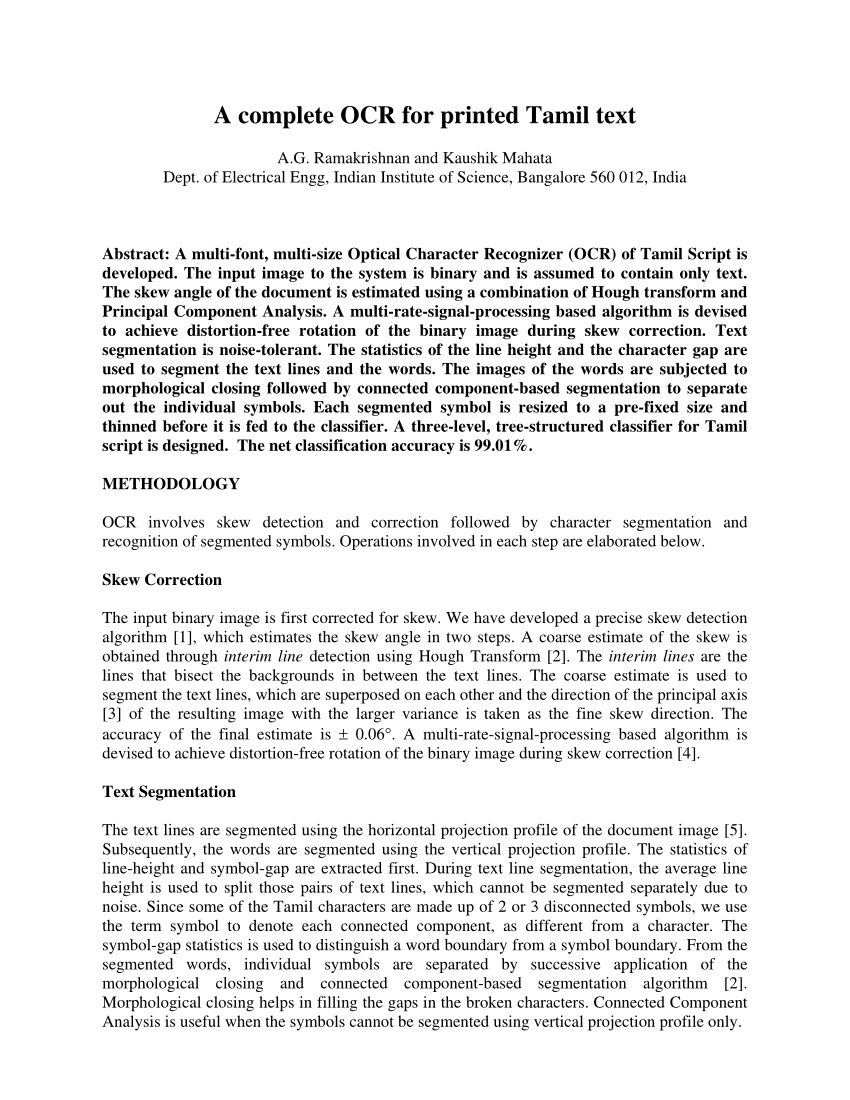 A complete OCR for printed Tamil text
A.G. Ramakrishnan and Kaushik Mahata
Dept. of Electrical Engg, Indian Institute of Science, Bangalore 560 012, India
Abstract: A multi-font, multi-size Optical Character Recognizer (OCR) of Tamil Script is
developed. The input image to the system is binary and is assumed to contain only text.
The skew angle of the document is estimated using a combination of Hough transform and
Principal Component Analysis. A multi-rate-signal-processing based algorithm is devised
to achieve distortion-free rotation of the binary image during skew correction. Text
segmentation is noise-tolerant. The statistics of the line height and the character gap are
used to segment the text lines and the words. The images of the words are subjected to
morphological closing followed by connected component-based segmentation to separate
out the individual symbols. Each segmented symbol is resized to a pre-fixed size and
thinned before it is fed to the classifier. A three-level, tree-structured classifier for Tamil
script is designed. The net classification accuracy is 99.01%.
METHODOLOGY
OCR involves skew detection and correction followed by character segmentation and
recognition of segmented symbols. Operations involved in each step are elaborated below.
Skew Correction
The input binary image is first corrected for skew. We have developed a precise skew detection
algorithm [1], which estimates the skew angle in two steps. A coarse estimate of the skew is
obtained through interim line detection using Hough Transform [2]. The interim lines are the
lines that bisect the backgrounds in between the text lines. The coarse estimate is used to
segment the text lines, which are superposed on each other and the direction of the principal axis
[3] of the resulting image with the larger variance is taken as the fine skew direction. The
accuracy of the final estimate is ± 0.06°. A multi-rate-signal-processing based algorithm is
devised to achieve distortion-free rotation of the binary image during skew correction [4].
Text Segmentation
The text lines are segmented using the horizontal projection profile of the document image [5].
Subsequently, the words are segmented using the vertical projection profile. The statistics of
line-height and symbol-gap are extracted first. During text line segmentation, the average line
height is used to split those pairs of text lines, which cannot be segmented separately due to
noise. Since some of the Tamil characters are made up of 2 or 3 disconnected symbols, we use
the term symbol to denote each connected component, as different from a character. The
symbol-gap statistics is used to distinguish a word boundary from a symbol boundary. From the
segmented words, individual symbols are separated by successive application of the
morphological closing and connected component-based segmentation algorithm [2].
Morphological closing helps in filling the gaps in the broken characters. Connected Component
Analysis is useful when the symbols cannot be segmented using vertical projection profile only.